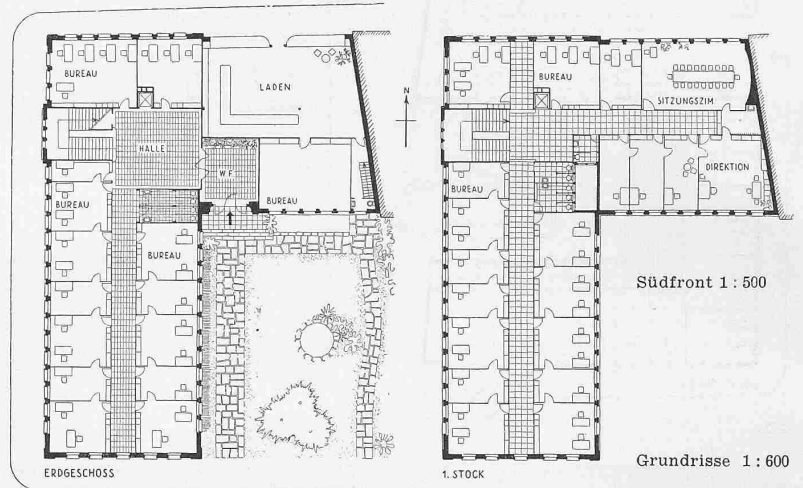 BUREAU
LADEN
HALLE
W.F.
BUREAU
BUREAU
BUREAU
ERDGESCHOSS
N
BUREAU
SITZUNGSZIM
DIREKTION
BUREAU
1. STOCK
Südfront 1 : 500
Grundrisse 1 : 600